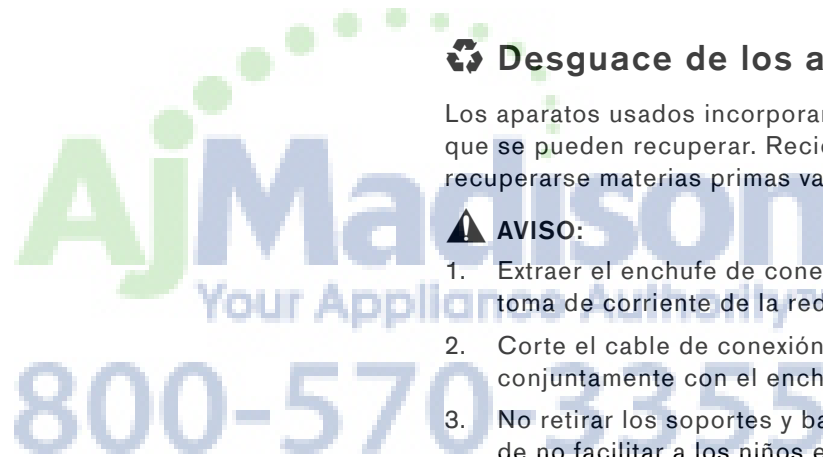 Desguace de los a
Los aparatos usados incorporan
que se pueden recuperar. Reci
recuperarse materias primas va
AVISO:
1. Extraer el enchufe de cone
toma de corriente de la red
2. Corte el cable de conexión
conjuntamente con el ench
3. No retirar los soportes y ba
de no facilitar a los niños e
AjMadison
Your Appliance Authority™
800-570-3355